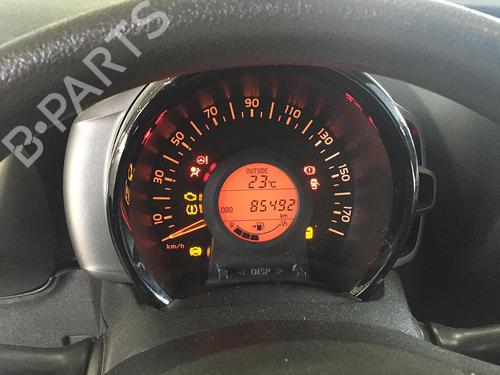 B-PARTS
10
30
50
70
90
110
130
150
170
km/h
OUTSIDE
23°C
ODO 85492
km
R
DISP